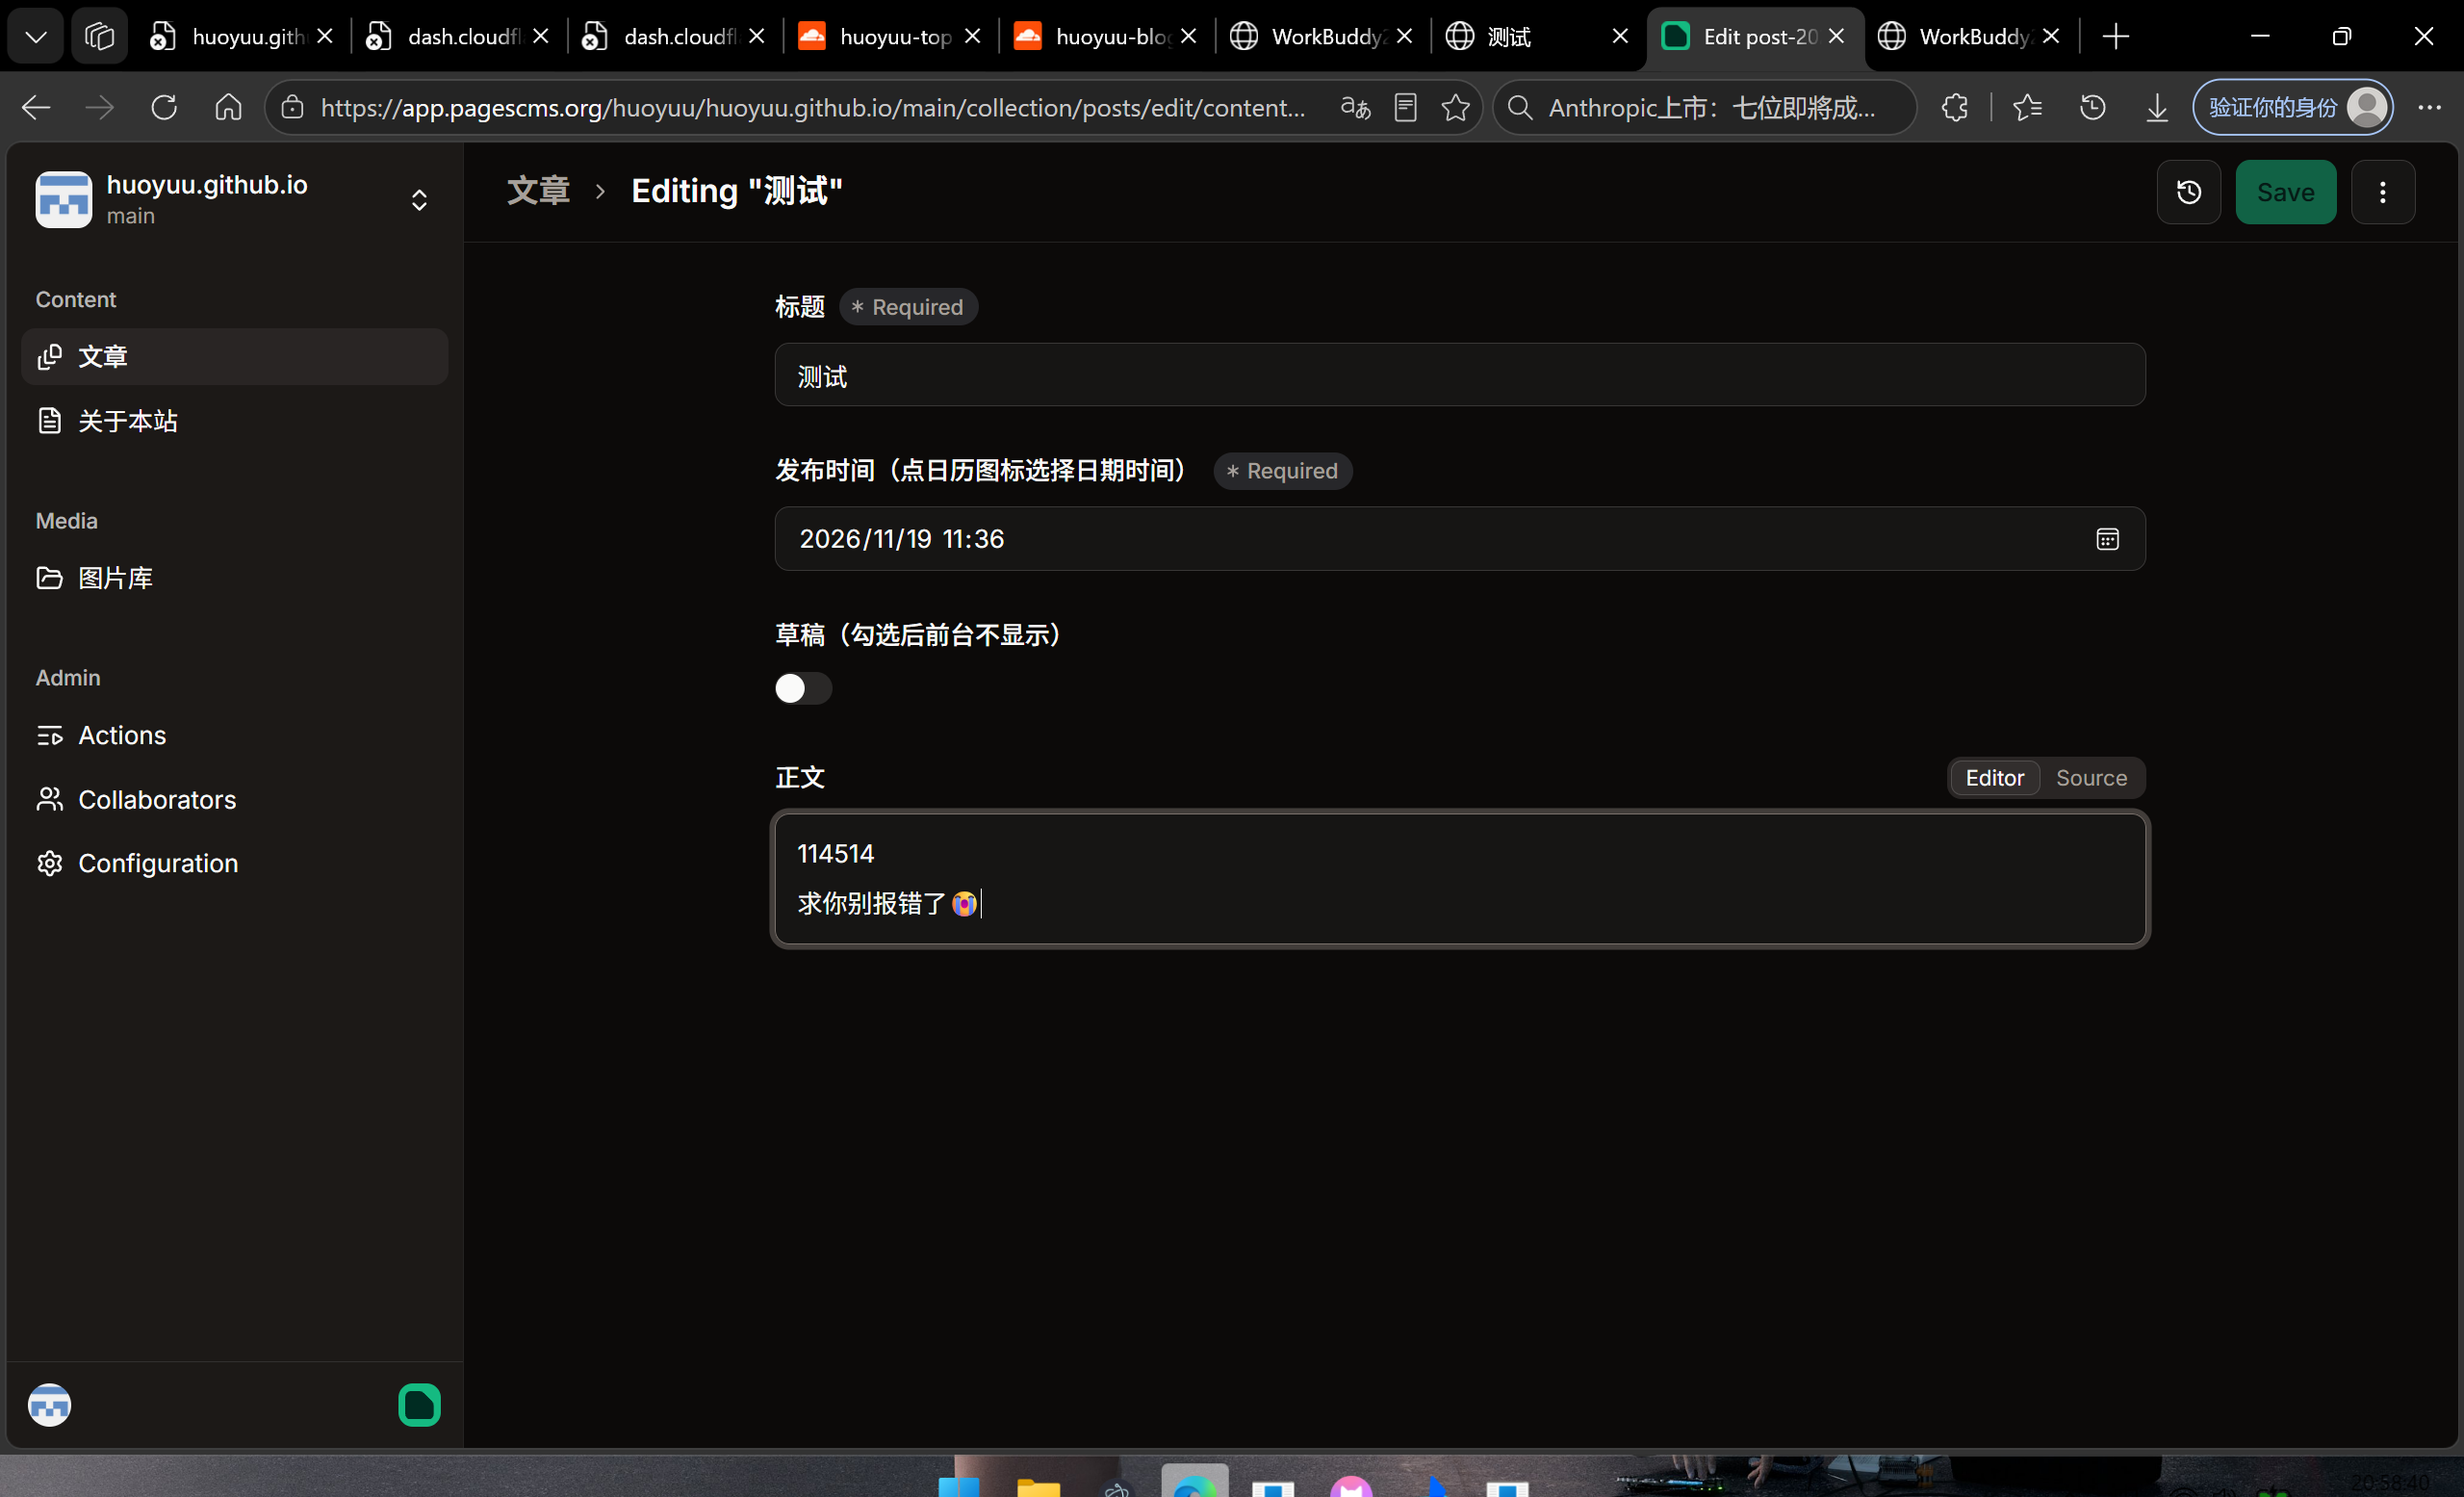 huoyuu.gith
dash.cloudfl
dash.cloudfl
huoyuu-top
huoyuu-blog
WorkBuddy
测试
Edit post-20
WorkBuddy
https://app.pagescms.org/huoyuu/huoyuu.github.io/main/collection/posts/edit/content...
Anthropic上市：七位即將成...
验证你的身份
huoyuu.github.io
main
文章 > Editing "测试"
Save
Content
文章
关于本站
Media
图片库
Admin
Actions
Collaborators
Configuration
标题 * Required
测试
发布时间（点日历图标选择日期时间） * Required
2026/11/19 11:36
草稿（勾选后前台不显示）
正文
Editor Source
114514
求你别报错了😭
20:58:40